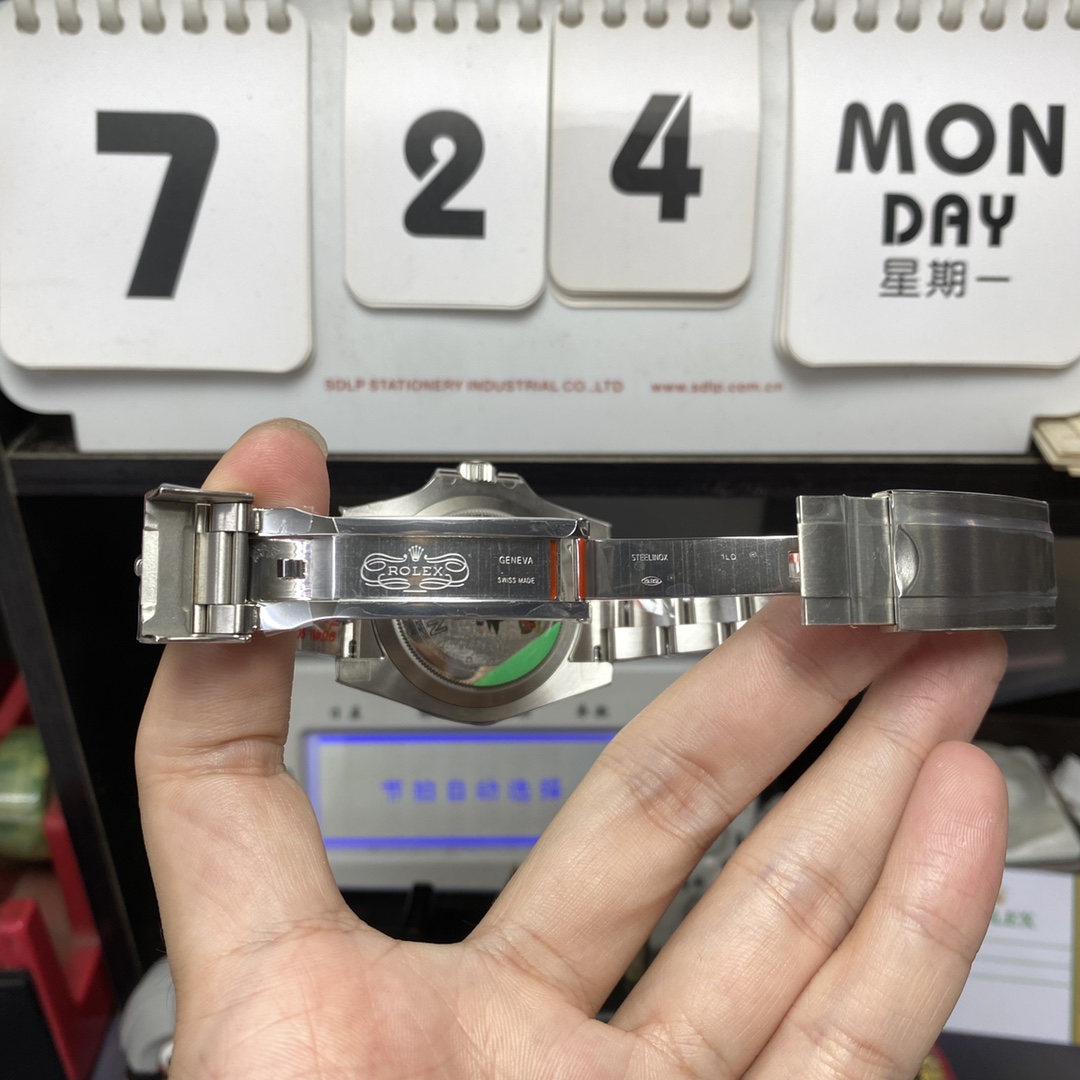 7
2
4
MON
DAY
星期一
SDLP STATIONERY INDUSTRIAL CO., LTD
www.sdlp.com.cn
ROLEX
GENEVA
SWISS MADE
STEELINOX
1LD
节拍自动选择